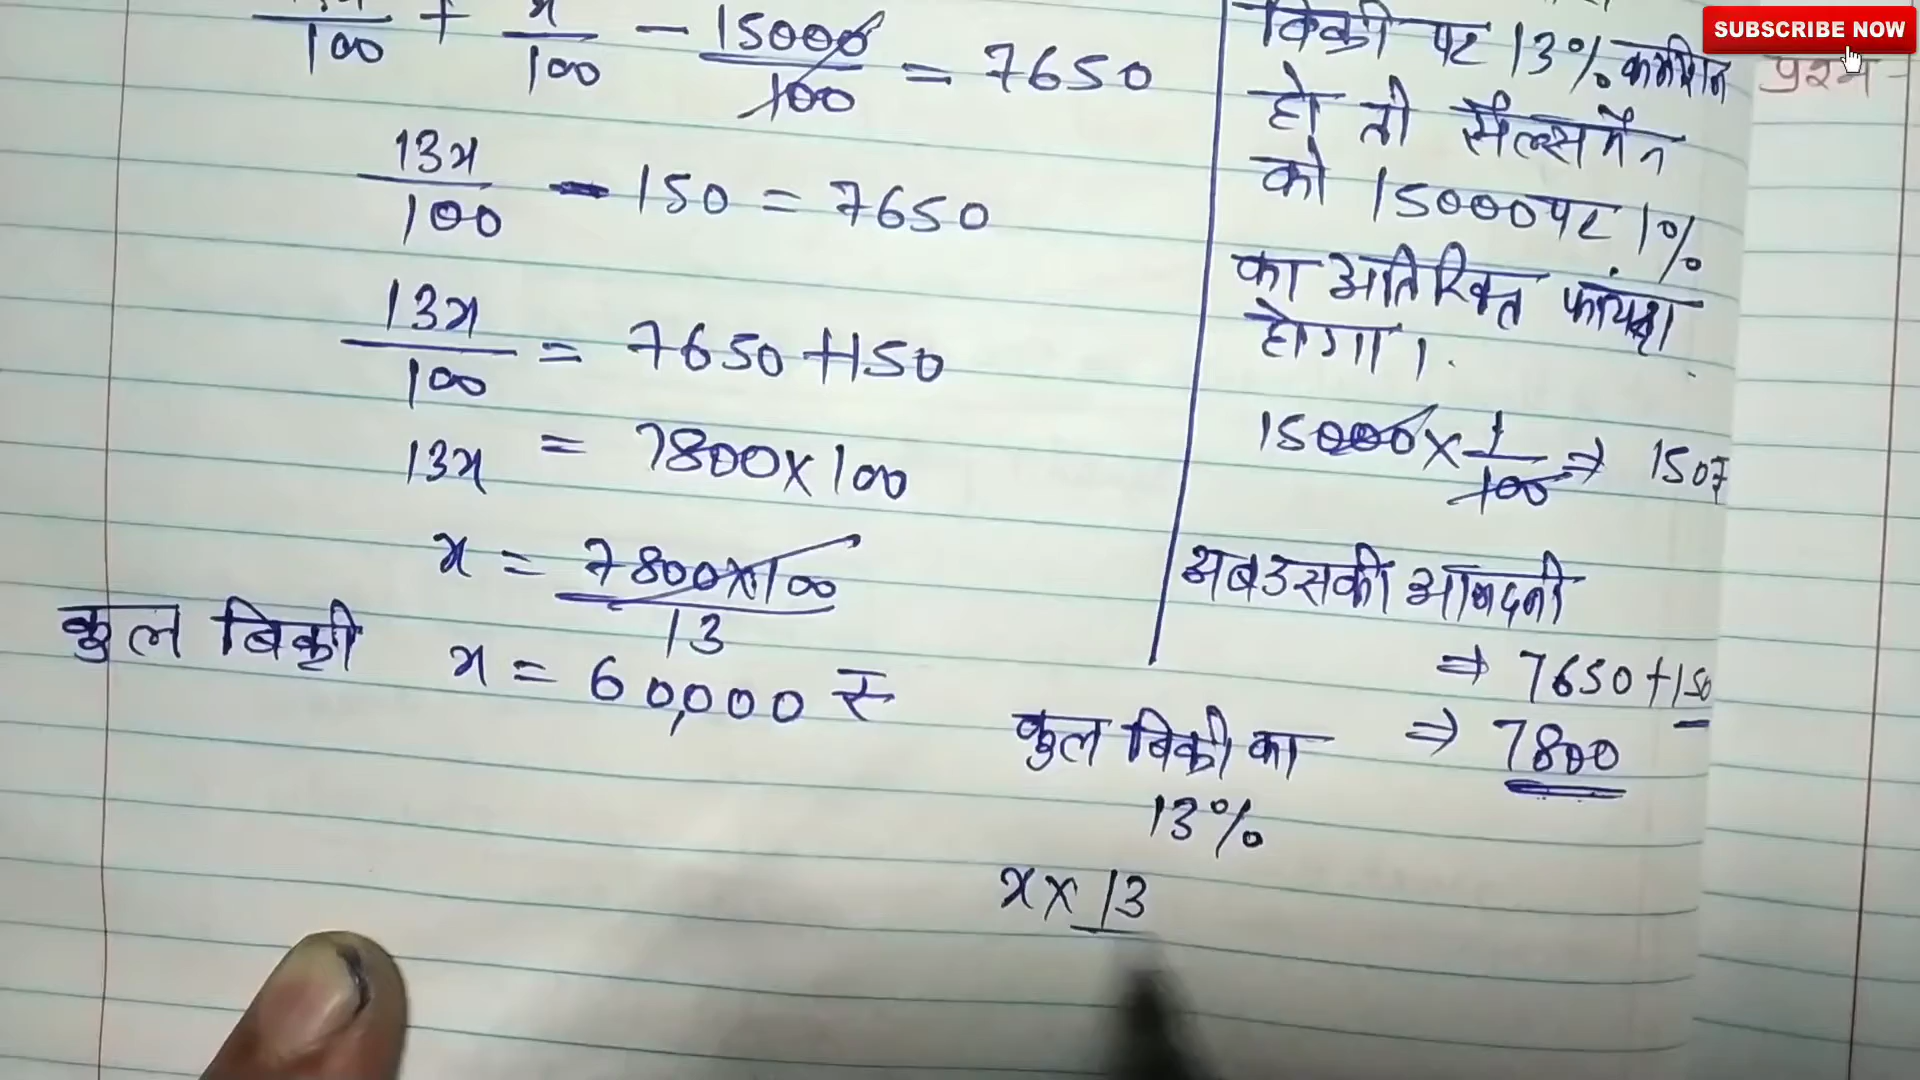 100 + x/100 - 15000/100 = 7650
13x/100 - 150 = 7650
13x/100 = 7650+150
13x = 7800×100
x = 7800×100/13
कुल बिक्री x = 60,000 ₹
बिक्री पर 13% कमीशन
हो तो सैल्समैन
को 15000 पर 1%
का अतिरिक्त फायदा
होगा।
15000×1/100 ⇒ 150₹
अब उसकी आमदनी
⇒ 7650+150
⇒ 7800
कुल बिक्री का
13%
x×13
प्रश्न-
SUBSCRIBE NOW